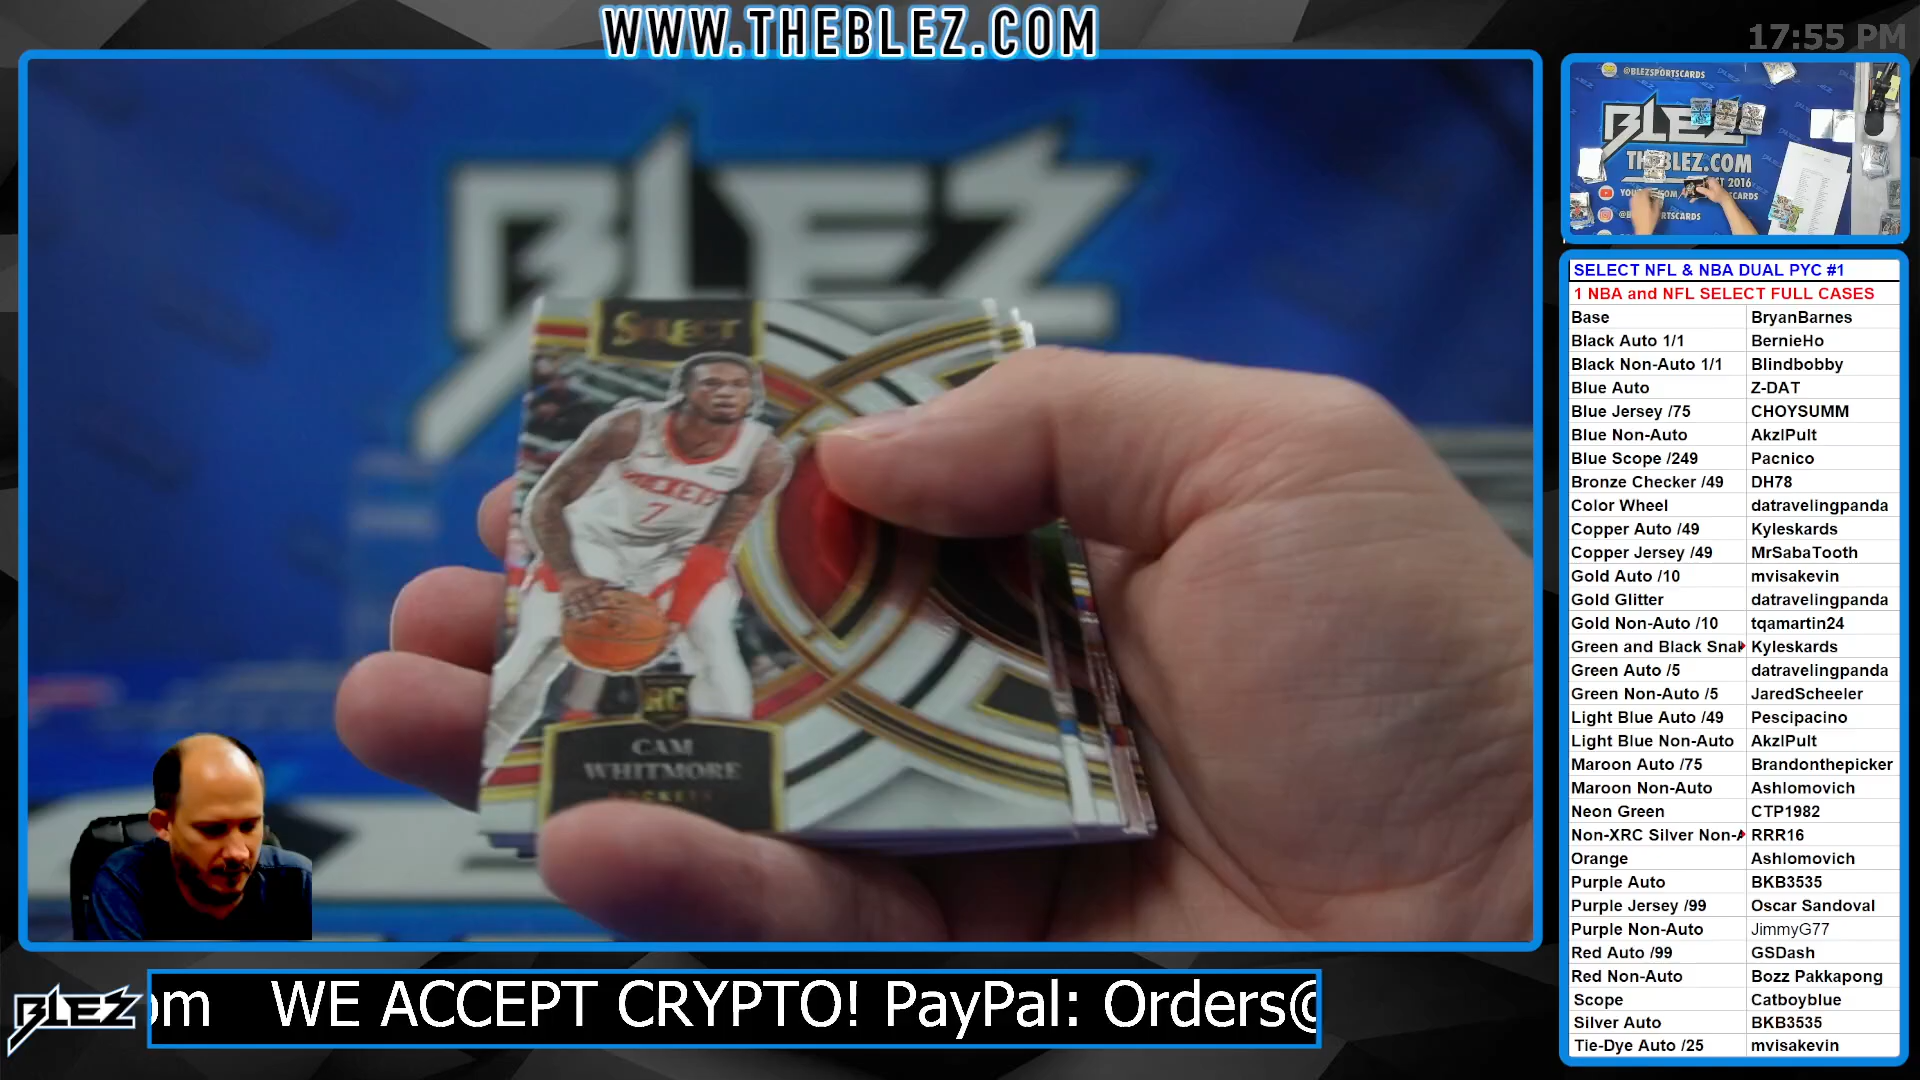 WWW.THEBLEZ.COM
17:55 PM
BLEZ
SELECT
ROCKETS
7
RC
CAM
WHITMORE
ROCKETS
@BLEZSPORTSCARDS
BLEZ
THEBLEZ.COM
2016
SELECT NFL & NBA DUAL PYC #1
1 NBA and NFL SELECT FULL CASES
Base BryanBarnes
Black Auto 1/1 BernieHo
Black Non-Auto 1/1 Blindbobby
Blue Auto Z-DAT
Blue Jersey /75 CHOYSUMM
Blue Non-Auto AkzlPult
Blue Scope /249 Pacnico
Bronze Checker /49 DH78
Color Wheel datravelingpanda
Copper Auto /49 Kyleskards
Copper Jersey /49 MrSabaTooth
Gold Auto /10 mvisakevin
Gold Glitter datravelingpanda
Gold Non-Auto /10 tqamartin24
Green and Black Snal Kyleskards
Green Auto /5 datravelingpanda
Green Non-Auto /5 JaredScheeler
Light Blue Auto /49 Pescipacino
Light Blue Non-Auto AkzlPult
Maroon Auto /75 Brandonthepicker
Maroon Non-Auto Ashlomovich
Neon Green CTP1982
Non-XRC Silver Non-A RRR16
Orange Ashlomovich
Purple Auto BKB3535
Purple Jersey /99 Oscar Sandoval
Purple Non-Auto JimmyG77
Red Auto /99 GSDash
Red Non-Auto Bozz Pakkapong
Scope Catboyblue
Silver Auto BKB3535
Tie-Dye Auto /25 mvisakevin
BLEZ
om WE ACCEPT CRYPTO! PayPal: Orders@